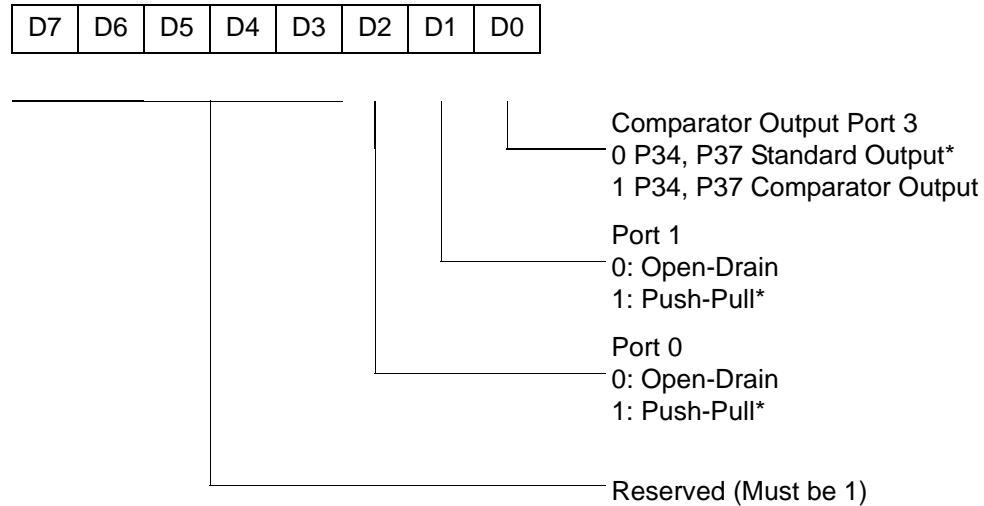 D7 D6 D5 D4 D3 D2 D1 D0
Comparator Output Port 3
0 P34, P37 Standard Output*
1 P34, P37 Comparator Output
Port 1
0: Open-Drain
1: Push-Pull*
Port 0
0: Open-Drain
1: Push-Pull*
Reserved (Must be 1)